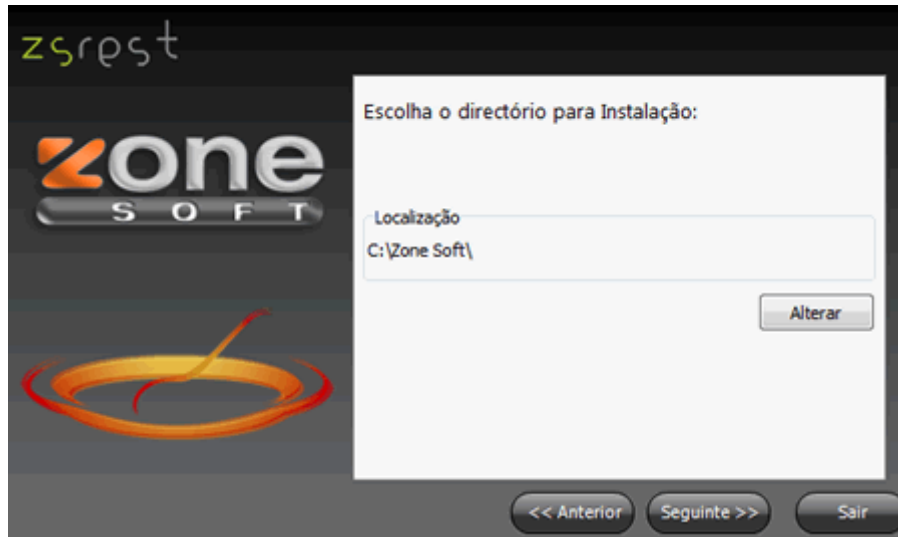 zsrest
zone
SOFT
Escolha o directório para Instalação:
Localização
C:\Zone Soft\
Alterar
<< Anterior
Seguinte >>
Sair